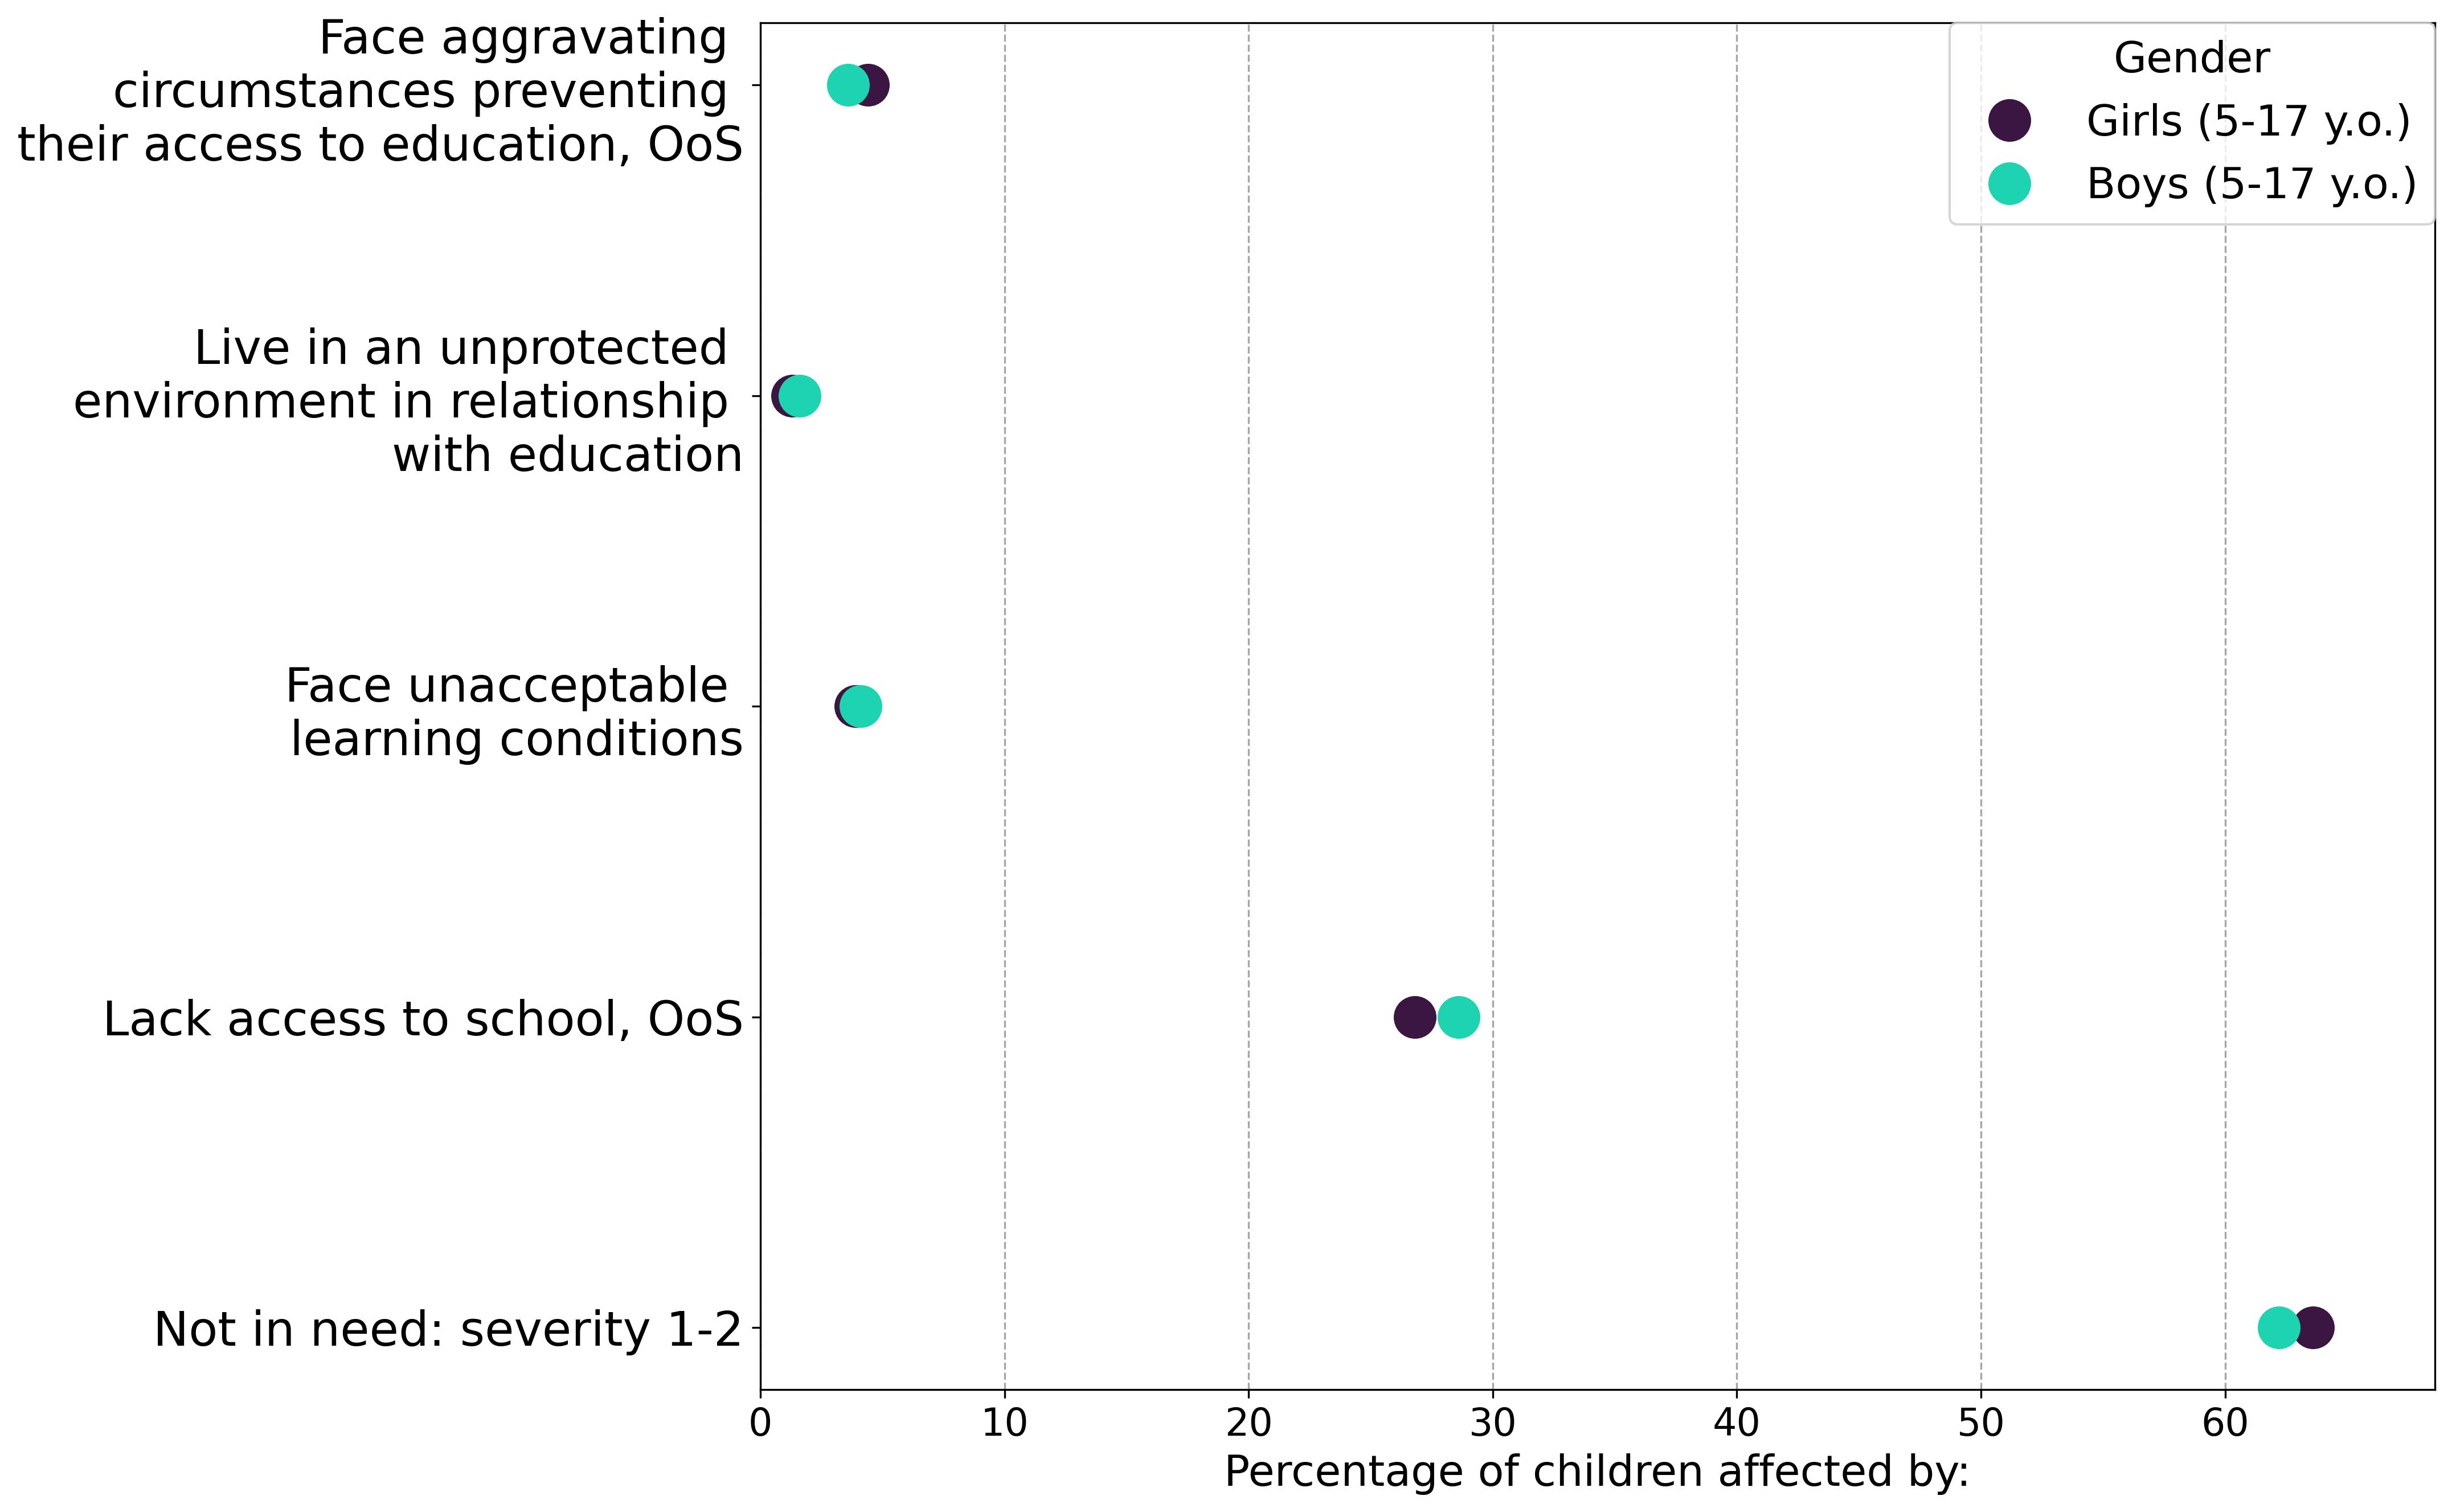 Face aggravating
circumstances preventing
their access to education, OoS
Live in an unprotected
environment in relationship
with education
Face unacceptable
learning conditions
Lack access to school, OoS
Not in need: severity 1-2
Gender
Girls (5-17 y.o.)
Boys (5-17 y.o.)
0 10 20 30 40 50 60
Percentage of children affected by: